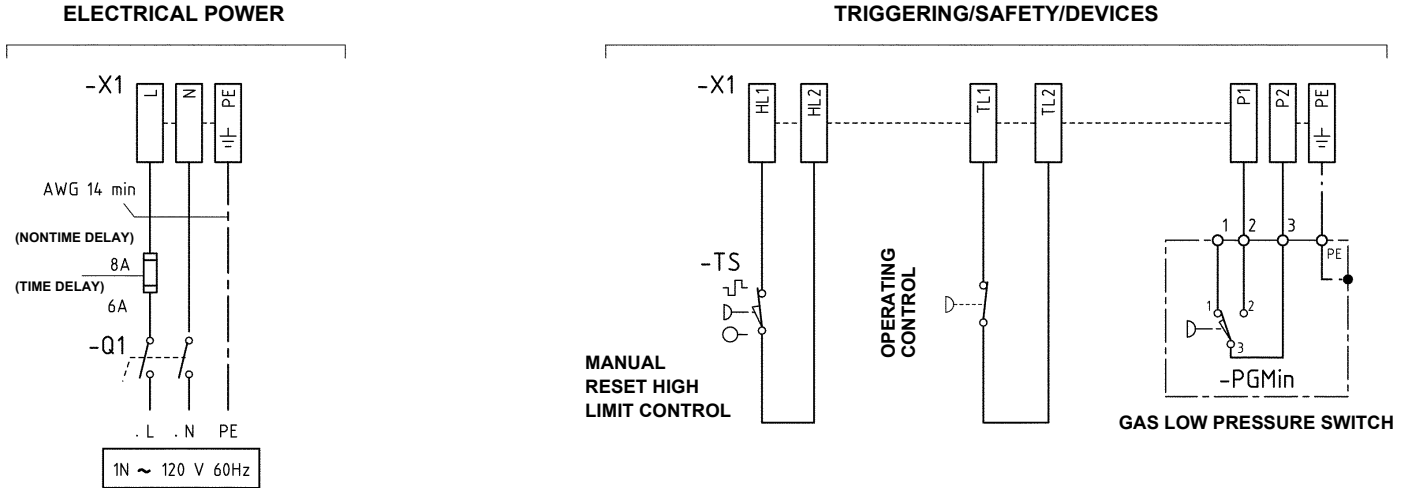 ELECTRICAL POWER
-X1
L
N
PE
AWG 14 min
(NONTIME DELAY)
8A
(TIME DELAY)
6A
-Q1
. L . N PE
1N ~ 120 V 60Hz
TRIGGERING/SAFETY/DEVICES
-X1
HL1
HL2
TL1
TL2
P1
P2
PE
-TS
MANUAL
RESET HIGH
LIMIT CONTROL
OPERATING
CONTROL
1 2 3
PE
1 2
3
-PGMin
GAS LOW PRESSURE SWITCH